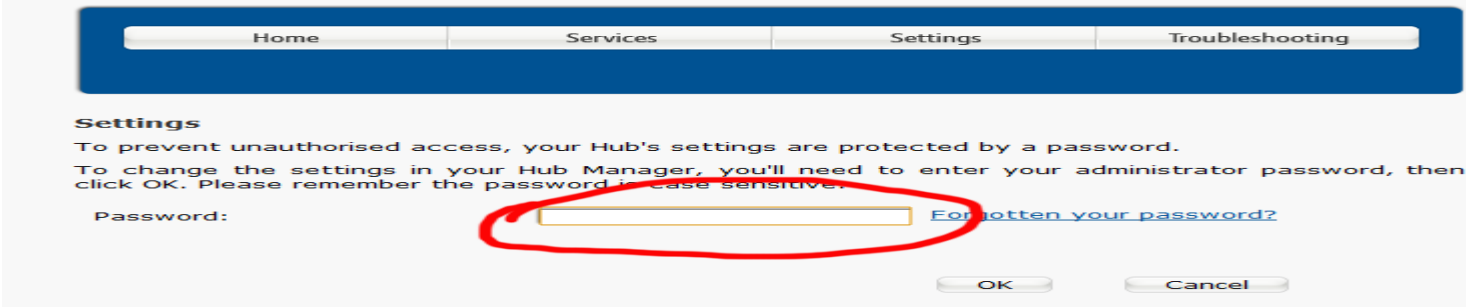 Home Services Settings Troubleshooting
Settings
To prevent unauthorised access, your Hub's settings are protected by a password.
To change the settings in your Hub Manager, you'll need to enter your administrator password, then
click OK. Please remember the password is case sensitive.
Password: Forgotten your password?
OK Cancel